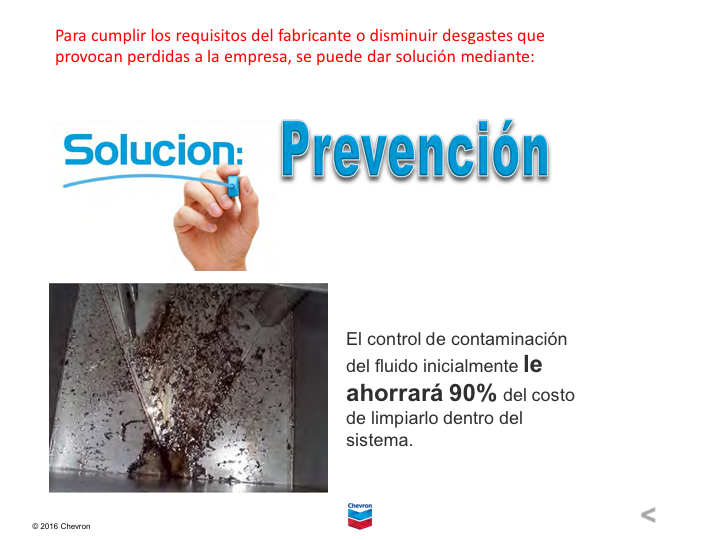 Para cumplir los requisitos del fabricante o disminuir desgastes que
provocan perdidas a la empresa, se puede dar solución mediante:
Solucion:
Prevención
El control de contaminación
del fluido inicialmente le
ahorrará 90% del costo
de limpiarlo dentro del
sistema.
Chevron
© 2016 Chevron
<